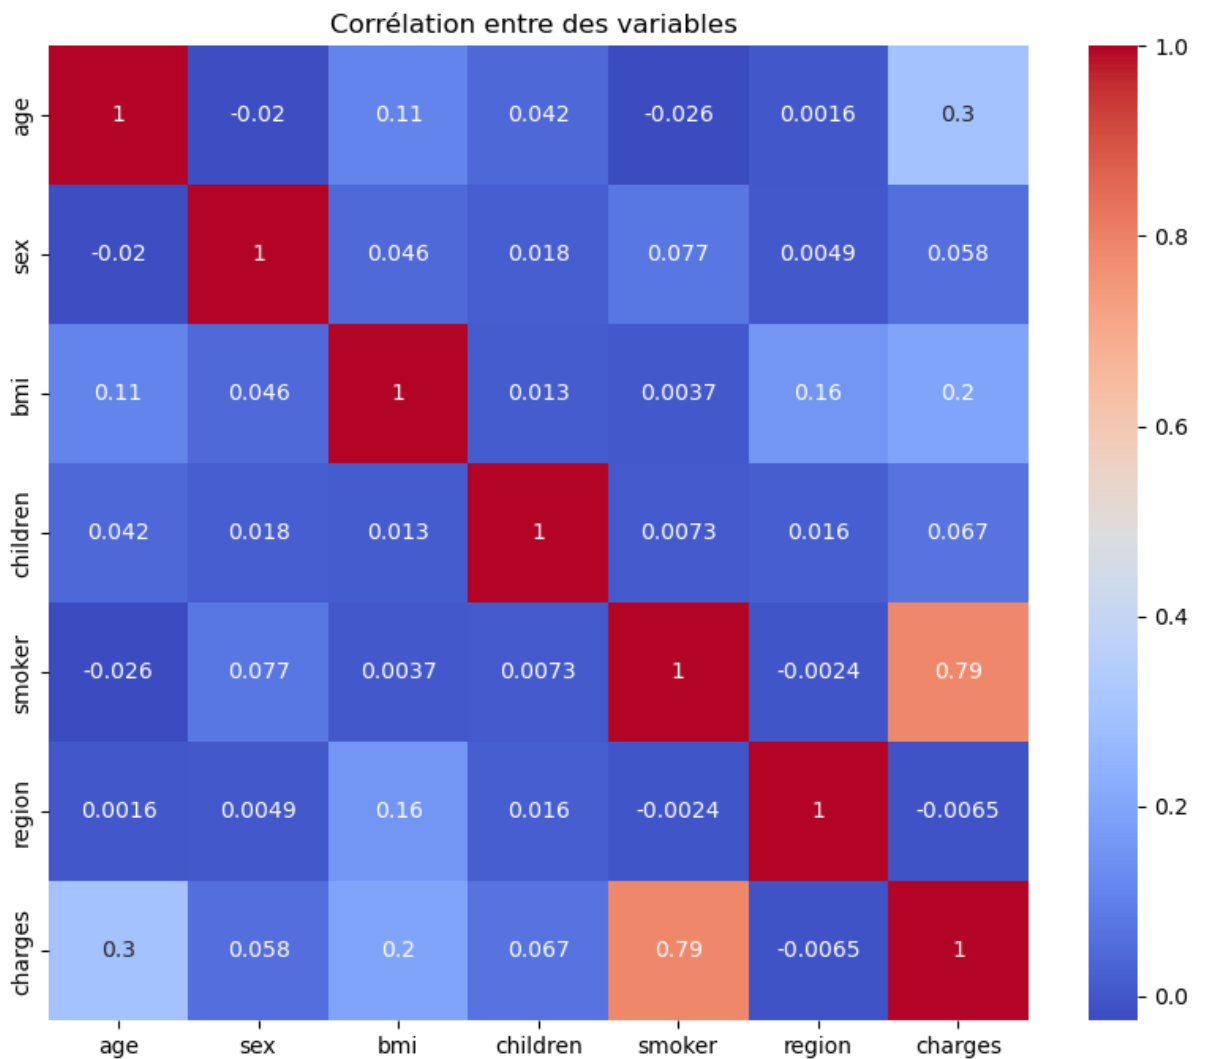 Corrélation entre des variables
age 1 -0.02 0.11 0.042 -0.026 0.0016 0.3
sex -0.02 1 0.046 0.018 0.077 0.0049 0.058
bmi 0.11 0.046 1 0.013 0.0037 0.16 0.2
children 0.042 0.018 0.013 1 0.0073 0.016 0.067
smoker -0.026 0.077 0.0037 0.0073 1 -0.0024 0.79
region 0.0016 0.0049 0.16 0.016 -0.0024 1 -0.0065
charges 0.3 0.058 0.2 0.067 0.79 -0.0065 1
age sex bmi children smoker region charges
1.0
0.8
0.6
0.4
0.2
0.0